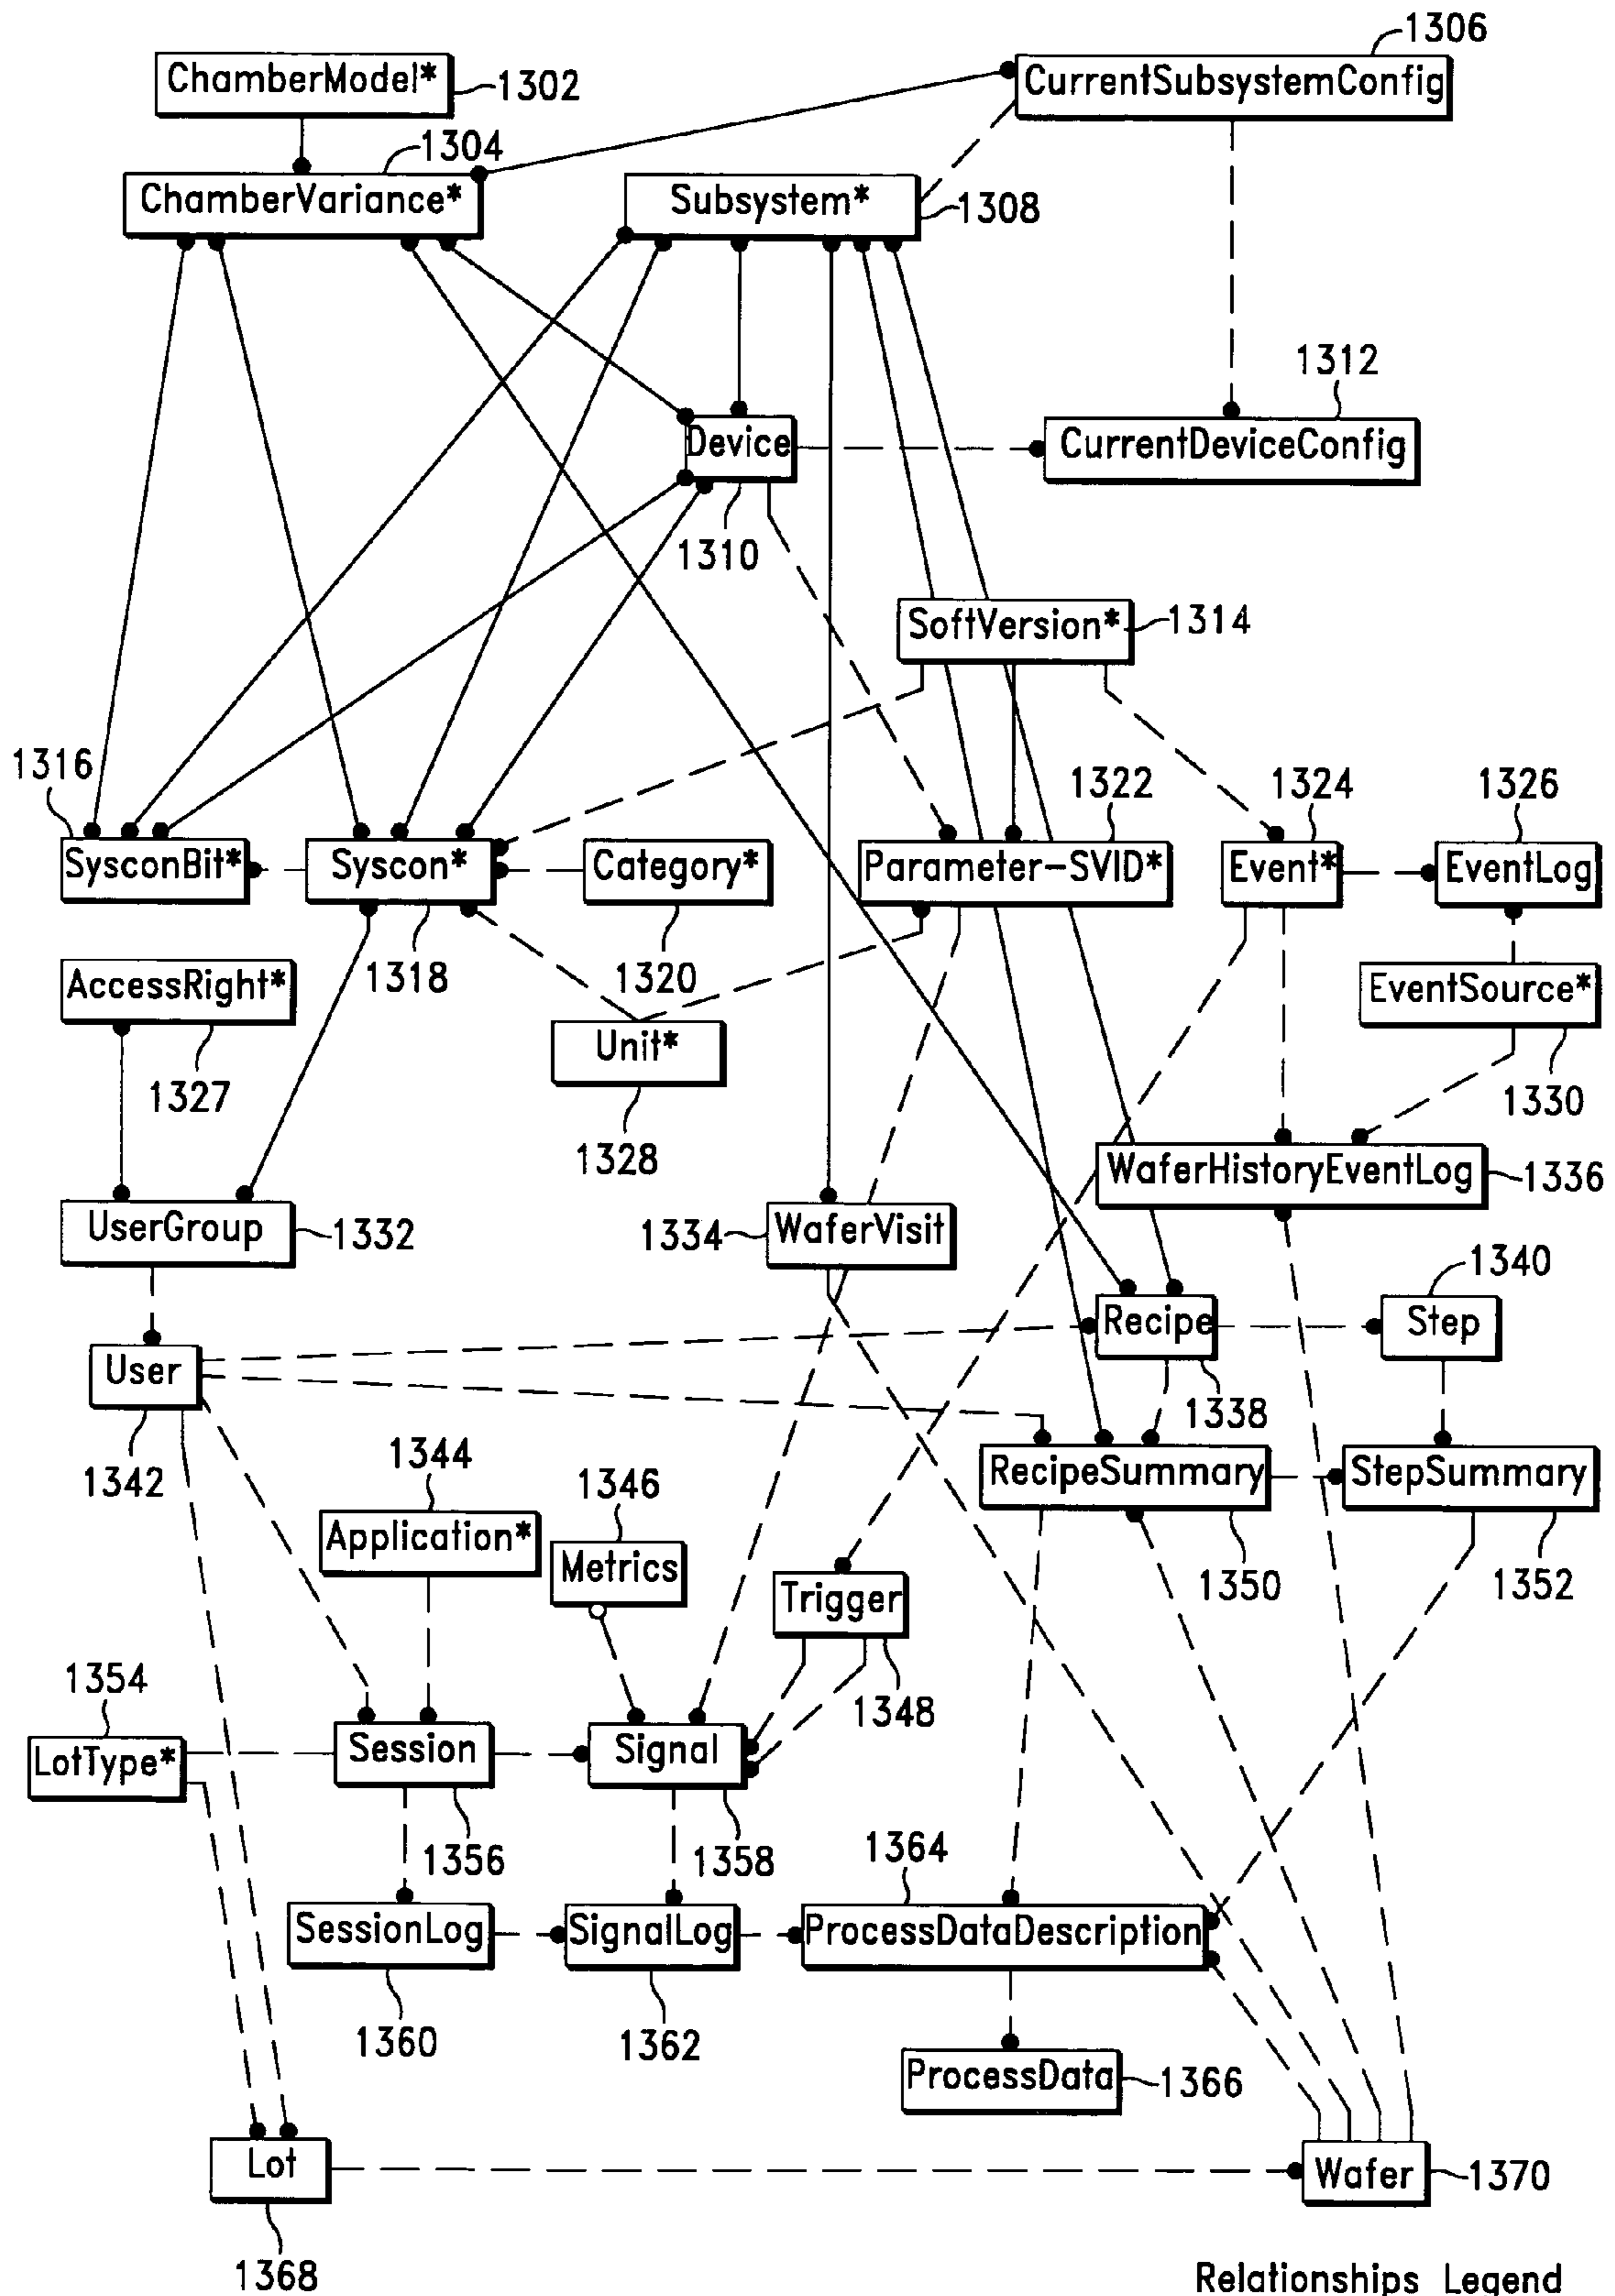 1306
ChamberModel*
1302
CurrentSubsystemConfig
1304
ChamberVariance*
Subsystem*
1308
1312
Device
CurrentDeviceConfig
1310
SoftVersion*
1314
1316
1322
1324
1326
SysconBit*
Syscon*
Category*
Parameter-SVID*
Event*
EventLog
1318
1320
AccessRight*
EventSource*
1327
Unit*
1330
1328
WaferHistoryEventLog
1336
UserGroup
1332
1334
WaferVisit
1340
Recipe
Step
User
1338
1342
1344
RecipeSummary
StepSummary
1346
Application*
Metrics
1350
1352
Trigger
1354
1348
Session
Signal
LotType*
1356
1358
1364
SessionLog
SignalLog
ProcessDataDescription
1360
1362
ProcessData
1366
Lot
Wafer
1370
1368
Relationships Legend